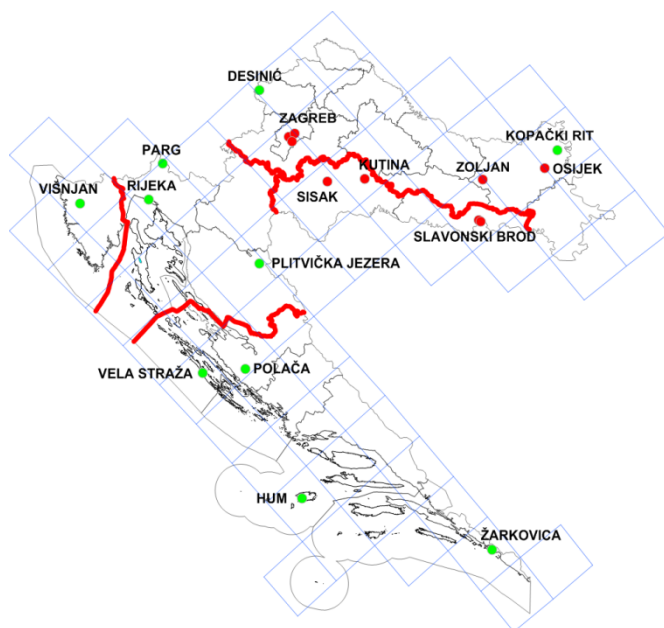 DESINIĆ
ZAGREB
KOPAČKI RIT
PARG
KUTINA
ZOLJAN
OSIJEK
RIJEKA
VIŠNJAN
SISAK
SLAVONSKI BROD
PLITVIČKA JEZERA
VELA STRAŽA
POLAČA
HUM
ŽARKOVICA